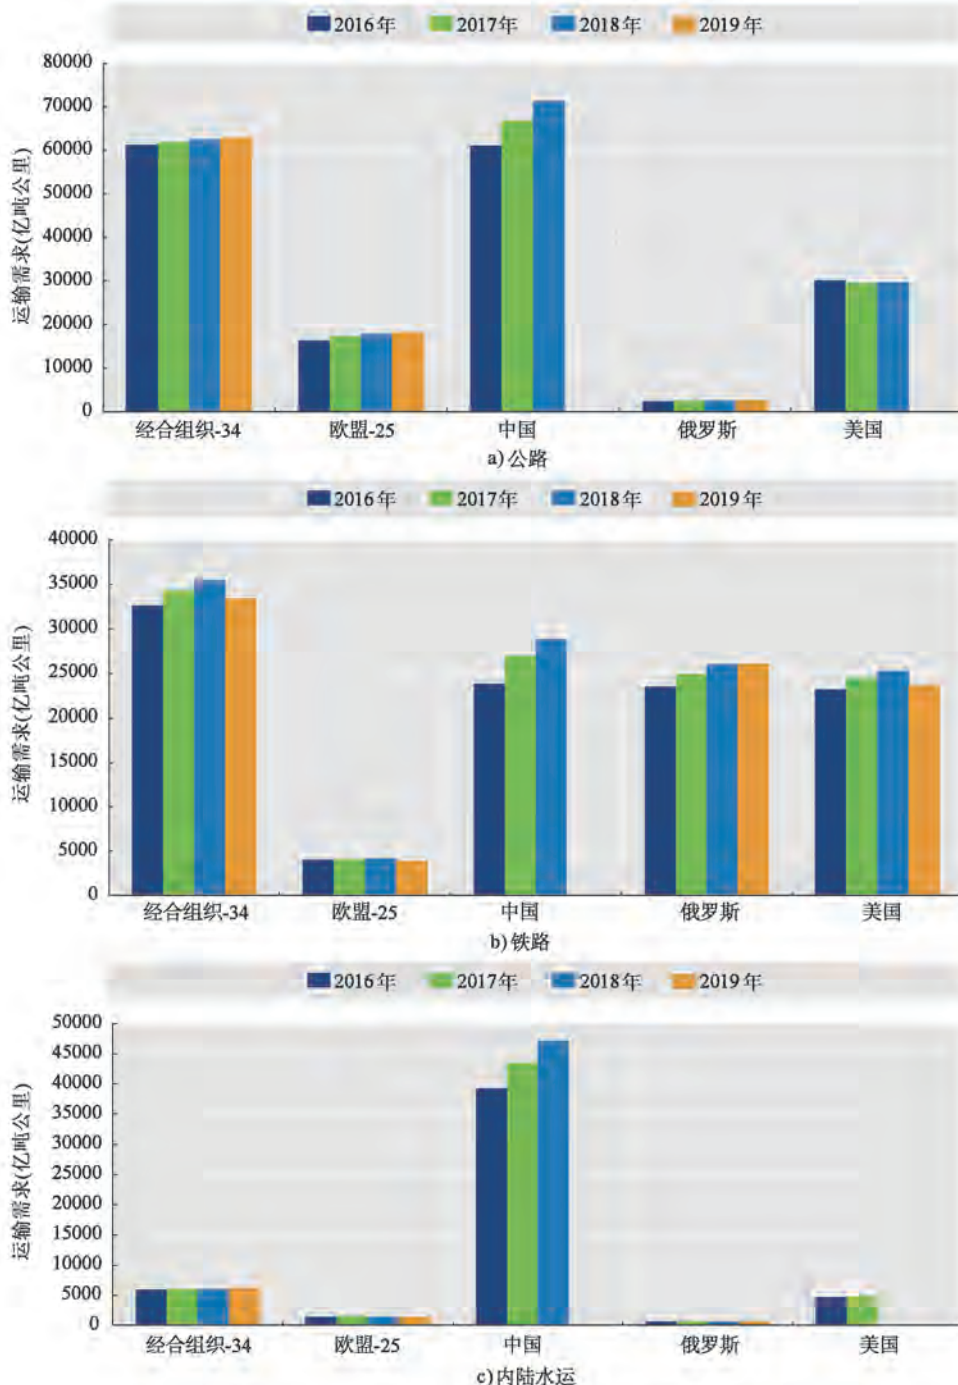 2016年 2017年 2018年 2019年
运输需求(亿吨公里)
80000
70000
60000
50000
40000
30000
20000
10000
0
经合组织-34 欧盟-25 中国 俄罗斯 美国
a)公路
2016年 2017年 2018年 2019年
运输需求(亿吨公里)
40000
35000
30000
25000
20000
15000
10000
5000
0
经合组织-34 欧盟-25 中国 俄罗斯 美国
b)铁路
2016年 2017年 2018年 2019年
运输需求(亿吨公里)
50000
45000
40000
35000
30000
25000
20000
15000
10000
5000
0
经合组织-34 欧盟-25 中国 俄罗斯 美国
c)内陆水运